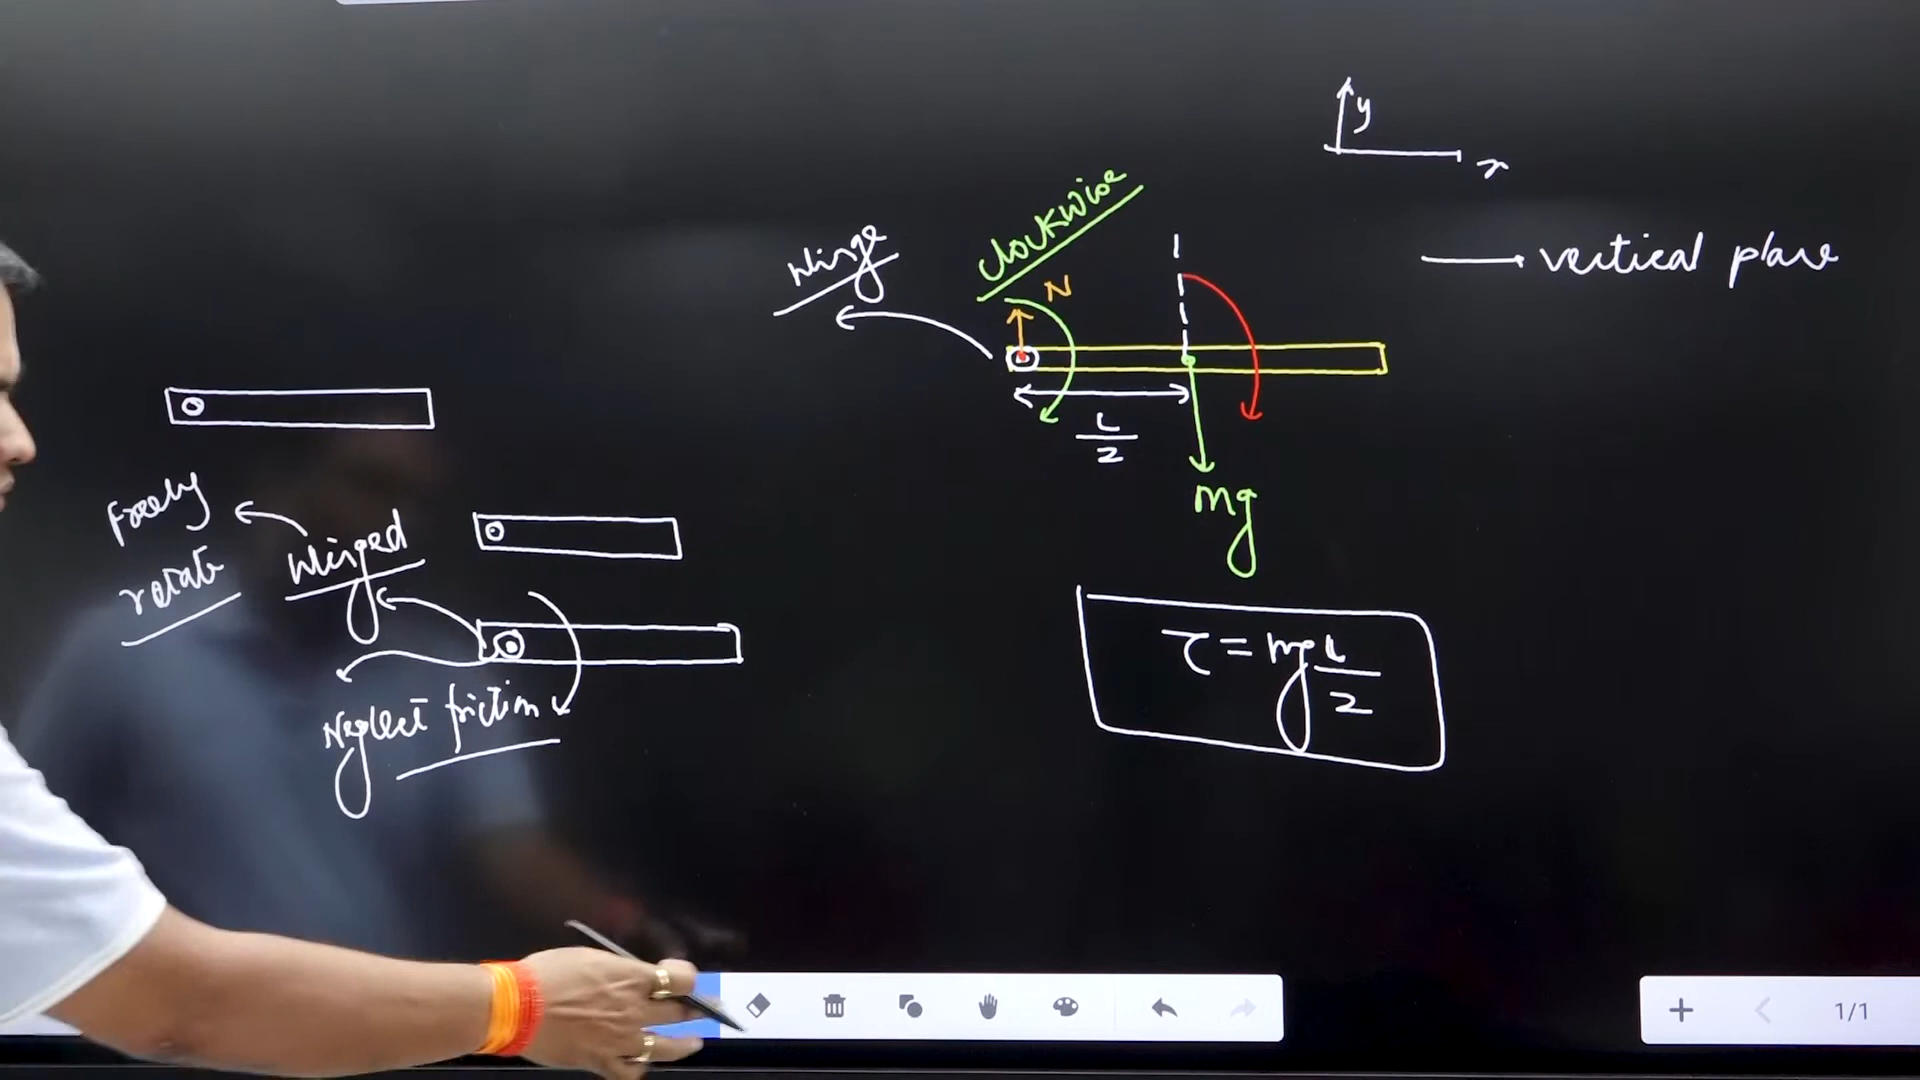 y
x
vertical plane
clockwise
Hinge
N
L/2
mg
Freely
rotate
Hinged
Neglect friction
τ = mg L/2
1/1